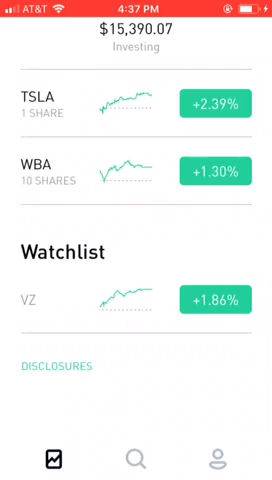 AT&T 4:37 PM
$15,390.07
Investing
TSLA
1 SHARE
+2.39%
WBA
10 SHARES
+1.30%
Watchlist
VZ
+1.86%
DISCLOSURES